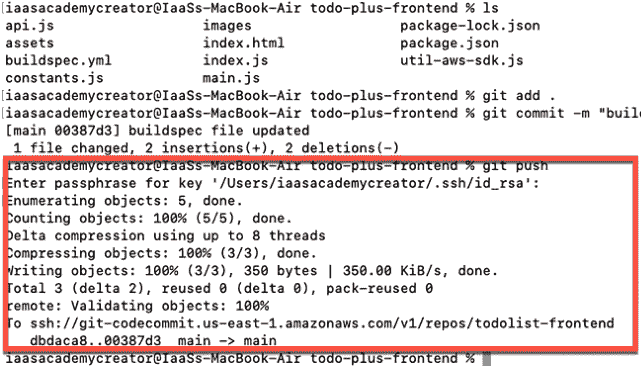 iaasacademycreator@IaaSs-MacBook-Air todo-plus-frontend % ls
api.js images package-lock.json
assets index.html package.json
buildspec.yml index.js util-aws-sdk.js
constants.js main.js
iaasacademycreator@IaaSs-MacBook-Air todo-plus-frontend % git add .
iaasacademycreator@IaaSs-MacBook-Air todo-plus-frontend % git commit -m "buil
[main 00387d3] buildspec file updated
1 file changed, 2 insertions(+), 2 deletions(-)
iaasacademycreator@IaaSs-MacBook-Air todo-plus-frontend % git push
Enter passphrase for key '/Users/iaasacademycreator/.ssh/id_rsa':
Enumerating objects: 5, done.
Counting objects: 100% (5/5), done.
Delta compression using up to 8 threads
Compressing objects: 100% (3/3), done.
Writing objects: 100% (3/3), 350 bytes | 350.00 KiB/s, done.
Total 3 (delta 2), reused 0 (delta 0), pack-reused 0
remote: Validating objects: 100%
To ssh://git-codecommit.us-east-1.amazonaws.com/v1/repos/todolist-frontend
dbdaca8..00387d3 main -> main
iaasacademycreator@IaaSs-MacBook-Air todo-plus-frontend %